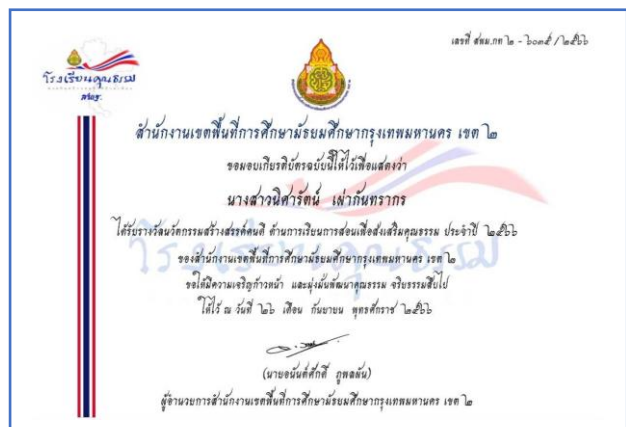 เลขที่ สพม.กท ๒ - ๖๐๓๕ /๒๕๖๖
โรงเรียนคุณธรรม
สพฐ.
สำนักงานเขตพื้นที่การศึกษามัธยมศึกษากรุงเทพมหานคร เขต ๒
ขอมอบเกียรติบัตรฉบับนี้ให้ไว้เพื่อแสดงว่า
นางสาวนิศารัตน์ เผ่ากันทรากร
ได้รับรางวัลนวัตกรรมสร้างสรรค์คนดี ด้านการเรียนการสอนเพื่อส่งเสริมคุณธรรม ประจำปี ๒๕๖๖
โรงเรียนคุณธรรม
ของสำนักงานเขตพื้นที่การศึกษามัธยมศึกษากรุงเทพมหานคร เขต ๒
ขอให้มีความเจริญก้าวหน้า และมุ่งมั่นพัฒนาคุณธรรม จริยธรรมสืบไป
ให้ไว้ ณ วันที่ ๒๖ เดือน กันยายน พุทธศักราช ๒๕๖๖
(นายอนันต์ศักดิ์ ภูพลผัน)
ผู้อำนวยการสำนักงานเขตพื้นที่การศึกษามัธยมศึกษากรุงเทพมหานคร เขต ๒